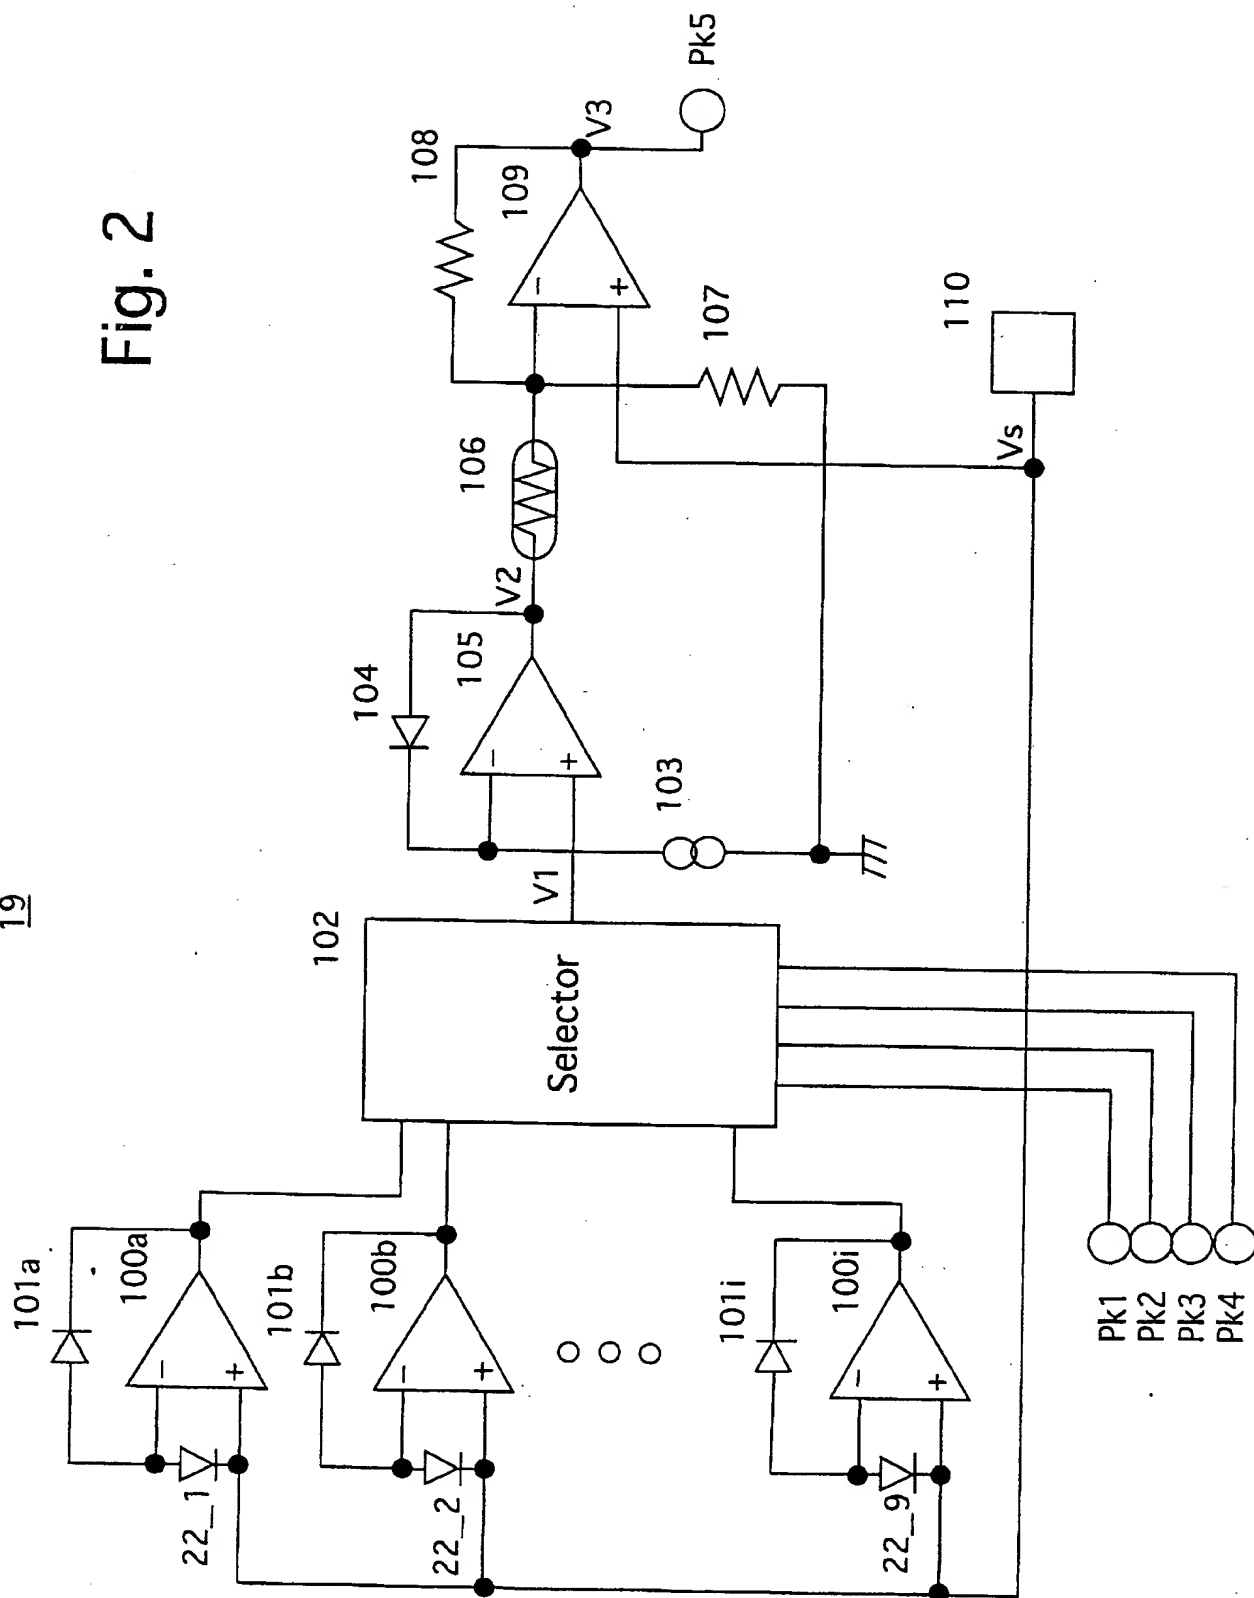 Fig. 2
19
101a
100a
22_1
101b
100b
22_2
101i
100i
22_9
102
Selector
V1
103
104
105
V2
106
107
108
109
V3
Pk5
110
Vs
Pk1
Pk2
Pk3
Pk4
-
+
-
+
-
+
-
+
-
+